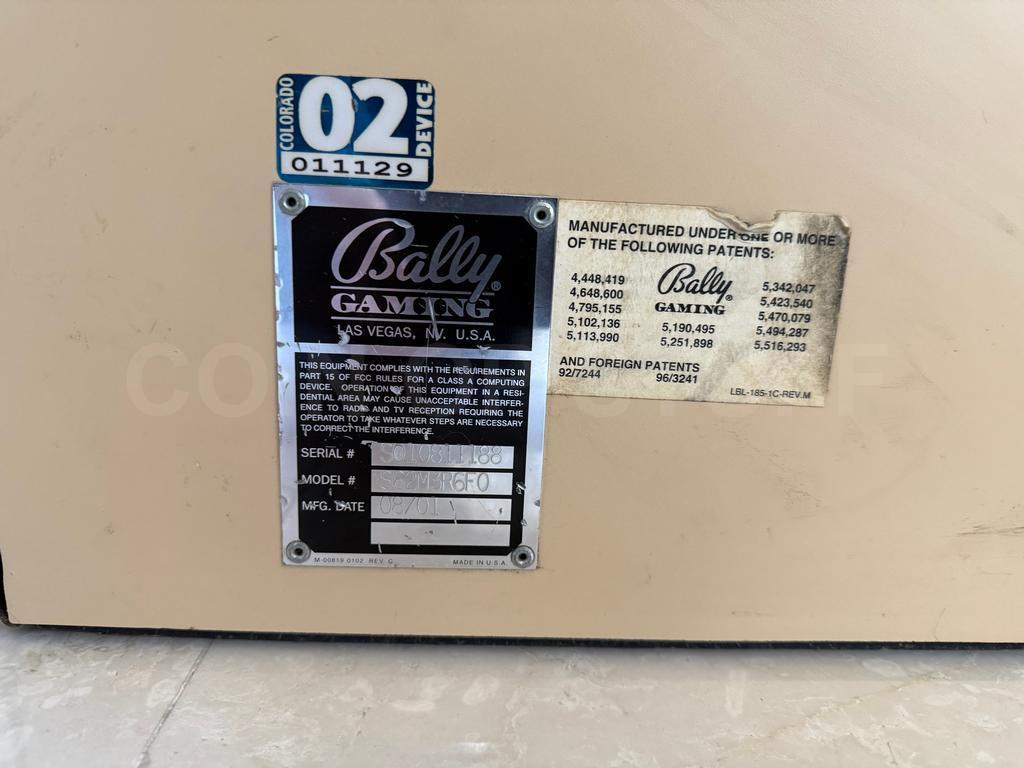 COLORADO
02
DEVICE
011129
Bally®
GAMING
LAS VEGAS, NV. U.S.A.
THIS EQUIPMENT COMPLIES WITH THE REQUIREMENTS IN
PART 15 OF FCC RULES FOR A CLASS A COMPUTING
DEVICE. OPERATION OF THIS EQUIPMENT IN A RESI-
DENTIAL AREA MAY CAUSE UNACCEPTABLE INTERFER-
ENCE TO RADIO AND TV RECEPTION REQUIRING THE
OPERATOR TO TAKE WHATEVER STEPS ARE NECESSARY
TO CORRECT THE INTERFERENCE.
SERIAL # S010811188
MODEL #
MFG. DATE 08/01
M-00819 0102 REV C MADE IN U.S.A.
MANUFACTURED UNDER ONE OR MORE
OF THE FOLLOWING PATENTS:
4,448,419
4,648,600
4,795,155
5,102,136
5,113,990
Bally®
GAMING
5,190,495
5,251,898
5,342,047
5,423,540
5,470,079
5,494,287
5,516,293
AND FOREIGN PATENTS
92/7244 96/3241
LBL-185-1C-REV.M